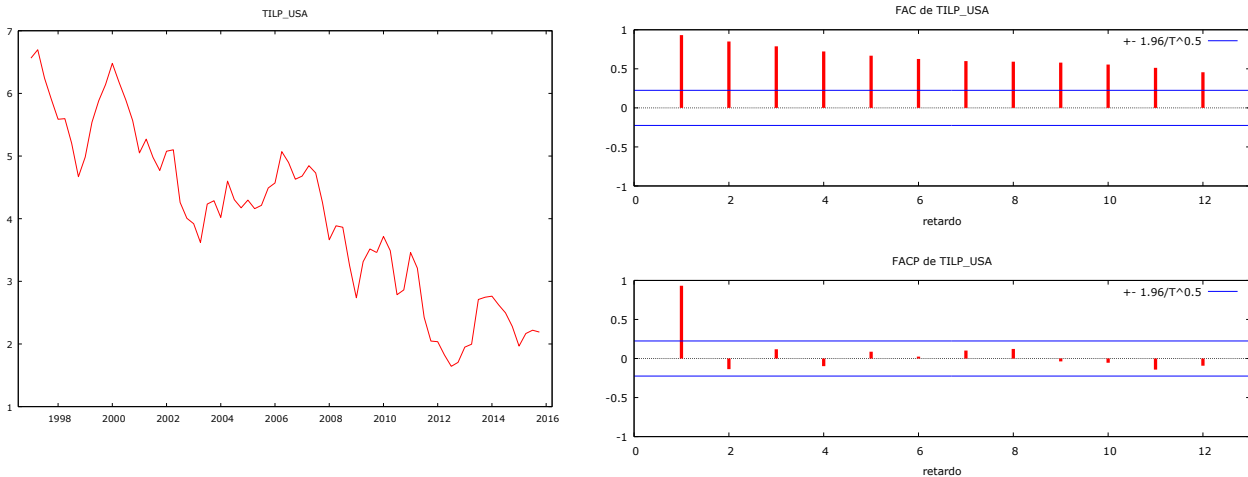 TILP_USA
7
6
5
4
3
2
1
1998 2000 2002 2004 2006 2008 2010 2012 2014 2016
FAC de TILP_USA
+- 1.96/T^0.5
1
0.5
0
-0.5
-1
0 2 4 6 8 10 12
retardo
FACP de TILP_USA
+- 1.96/T^0.5
1
0.5
0
-0.5
-1
0 2 4 6 8 10 12
retardo